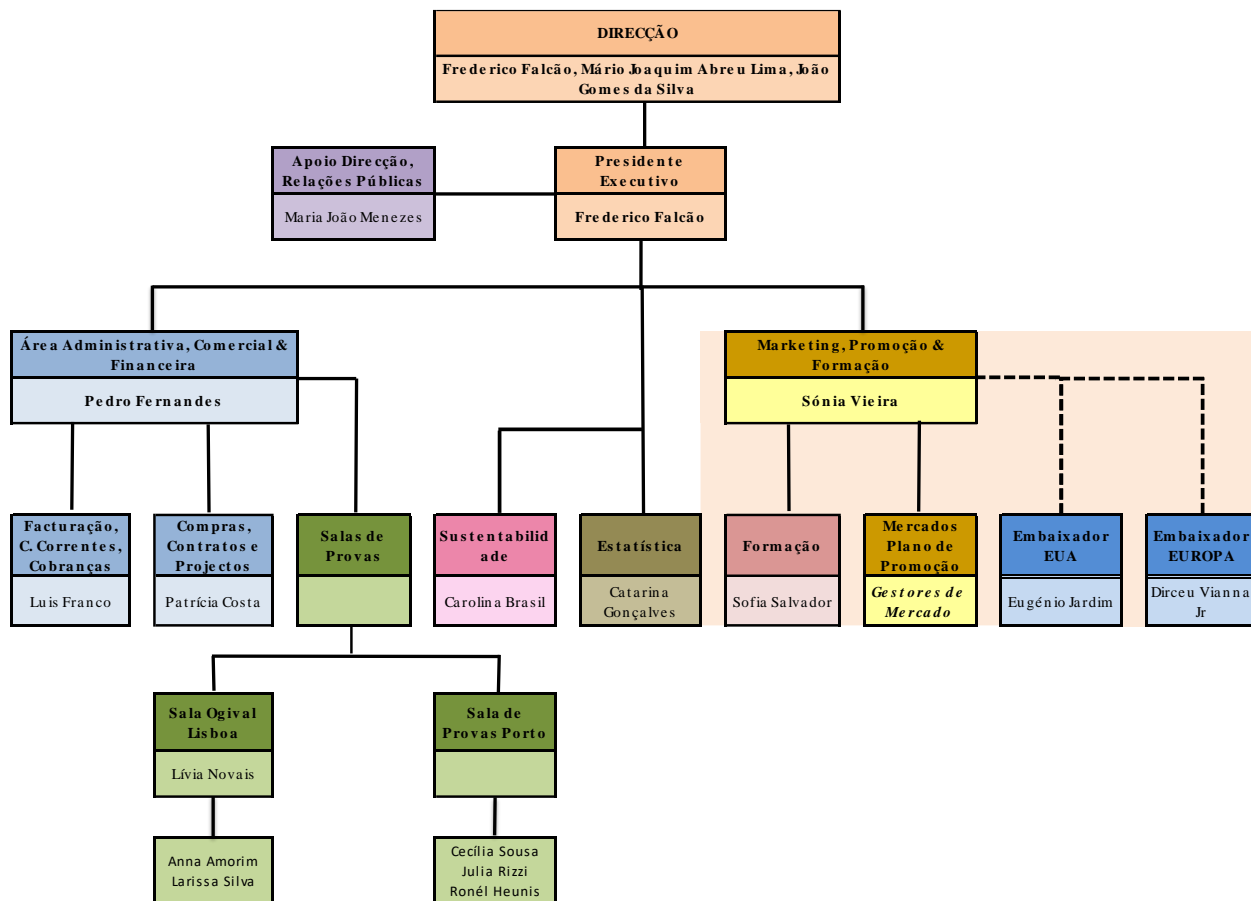 DIRECÇÃO
Frederico Falcão, Mário Joaquim Abreu Lima, João
Gomes da Silva
Apoio Direcção,
Relações Públicas
Maria João Menezes
Presidente
Executivo
Frederico Falcão
Área Administrativa, Comercial &
Financeira
Pedro Fernandes
Marketing, Promoção &
Formação
Sónia Vieira
Facturação,
C. Correntes,
Cobranças
Luis Franco
Compras,
Contratos e
Projectos
Patrícia Costa
Salas de
Provas
Sustentabilid
ade
Carolina Brasil
Estatística
Catarina
Gonçalves
Formação
Sofia Salvador
Mercados
Plano de
Promoção
Gestores de
Mercado
Embaixador
EUA
Eugénio Jardim
Embaixador
EUROPA
Dirceu Vianna
Jr
Sala Ogival
Lisboa
Lívia Novais
Sala de
Provas Porto
Anna Amorim
Larissa Silva
Cecília Sousa
Julia Rizzi
Ronél Heunis